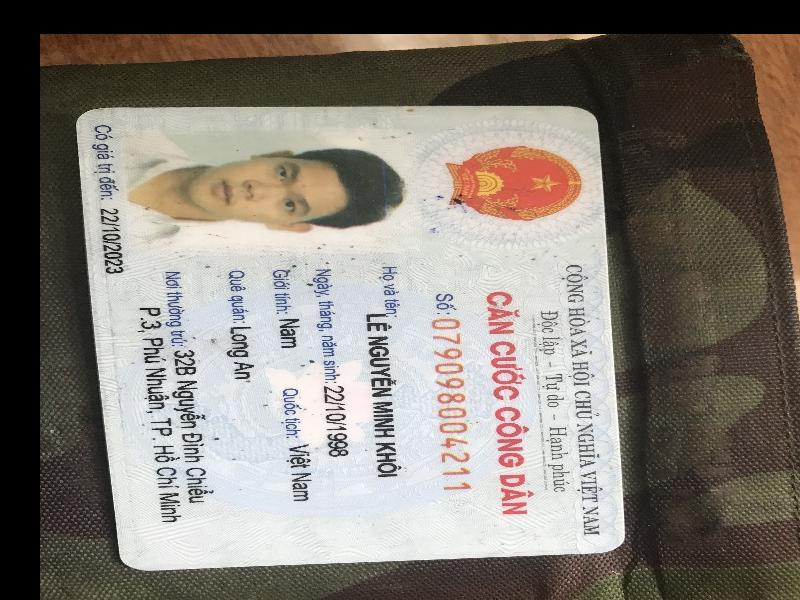 CỘNG HÒA XÃ HỘI CHỦ NGHĨA VIỆT NAM
Độc lập - Tự do - Hạnh phúc
CĂN CƯỚC CÔNG DÂN
Số: 079098004211
Họ và tên: LÊ NGUYỄN MINH KHÔI
Ngày, tháng, năm sinh: 22/10/1998
Giới tính: Nam Quốc tịch: Việt Nam
Quê quán: Long An
Nơi thường trú: 32B Nguyễn Đình Chiểu
P.3, Phú Nhuận, TP. Hồ Chí Minh
Có giá trị đến: 22/10/2023